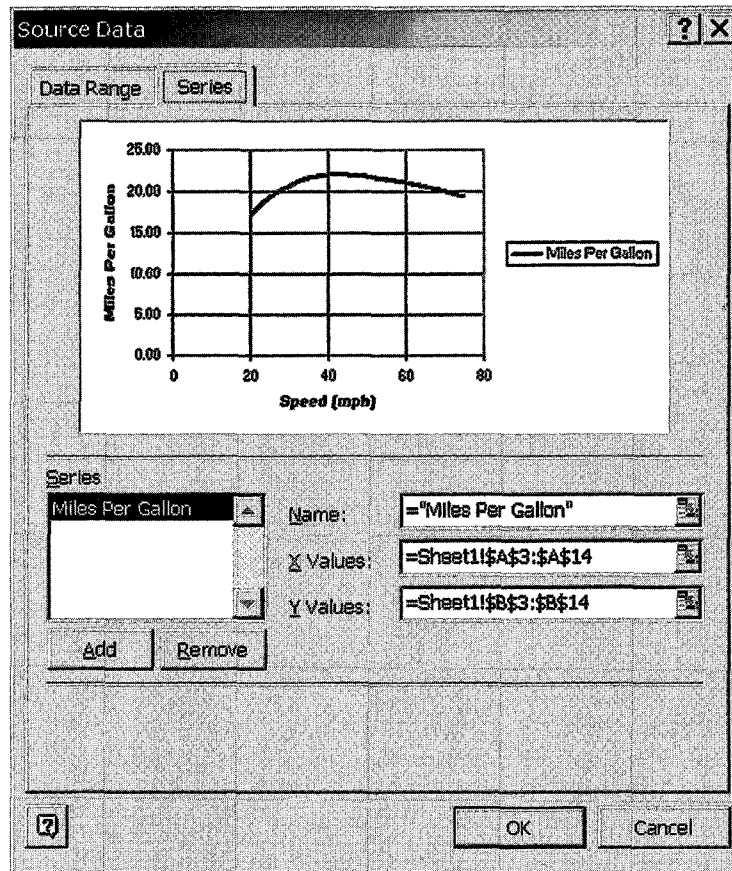 Source Data
Data Range Series
25.00
20.00
15.00
10.00
5.00
0.00
0 20 40 60 80
Miles Per Gallon
Speed (mph)
Miles Per Gallon
Series
Miles Per Gallon
Name: ="Miles Per Gallon"
X Values: =Sheet1!$A$3:$A$14
Y Values: =Sheet1!$B$3:$B$14
Add Remove
OK Cancel